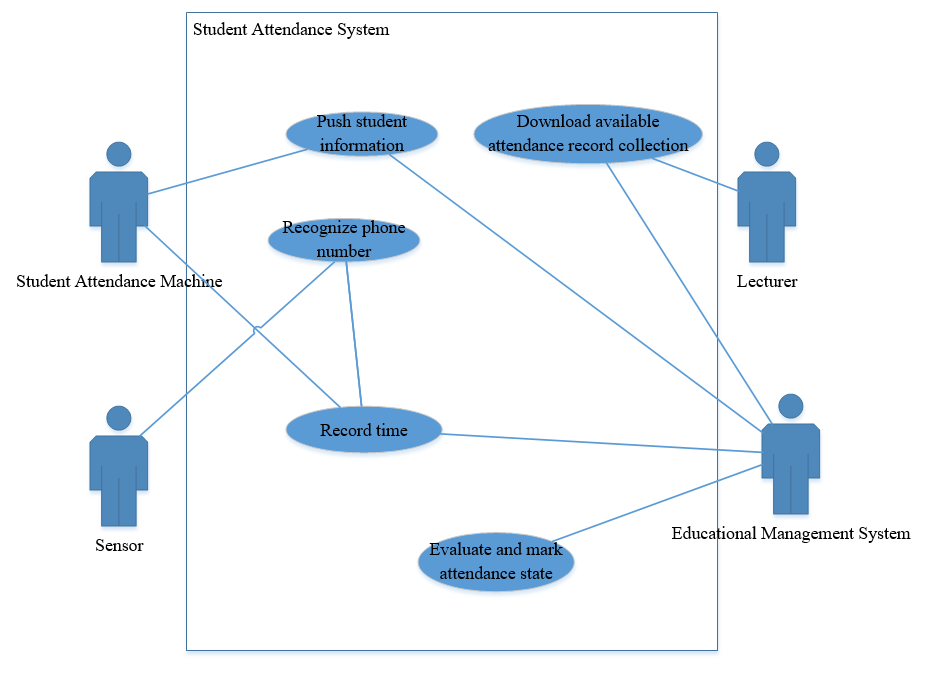 Student Attendance System
Push student
information
Download available
attendance record collection
Recognize phone
number
Student Attendance Machine
Lecturer
Record time
Sensor
Educational Management System
Evaluate and mark
attendance state